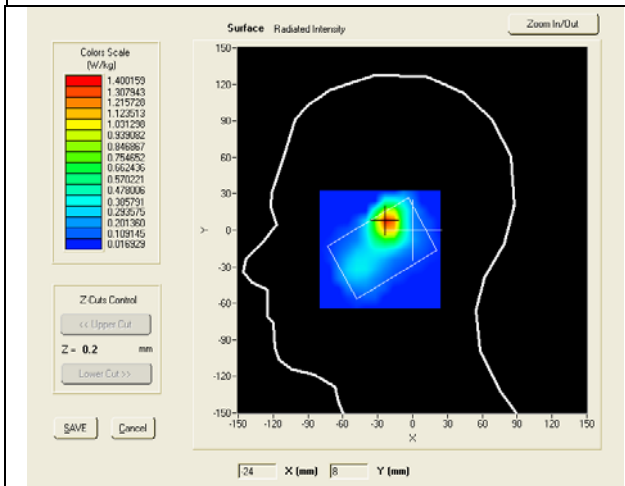 Surface Radiated Intensity
Zoom In/Out
Colors Scale
(W/kg)
1.400159
1.307943
1.215728
1.123513
1.031298
0.939082
0.846867
0.754652
0.662436
0.570221
0.478006
0.385791
0.293575
0.201360
0.109145
0.016929
150-
120-
90-
60-
30-
0-
-30-
-60-
-90-
-120-
-150-
Y
-150 -120 -90 -60 -30 0 30 60 90 120 150
X
Z-Cuts Control
<< Upper Cut
Z = 0.2 mm
Lower Cut >>
SAVE Cancel
-24 X (mm) 8 Y (mm)